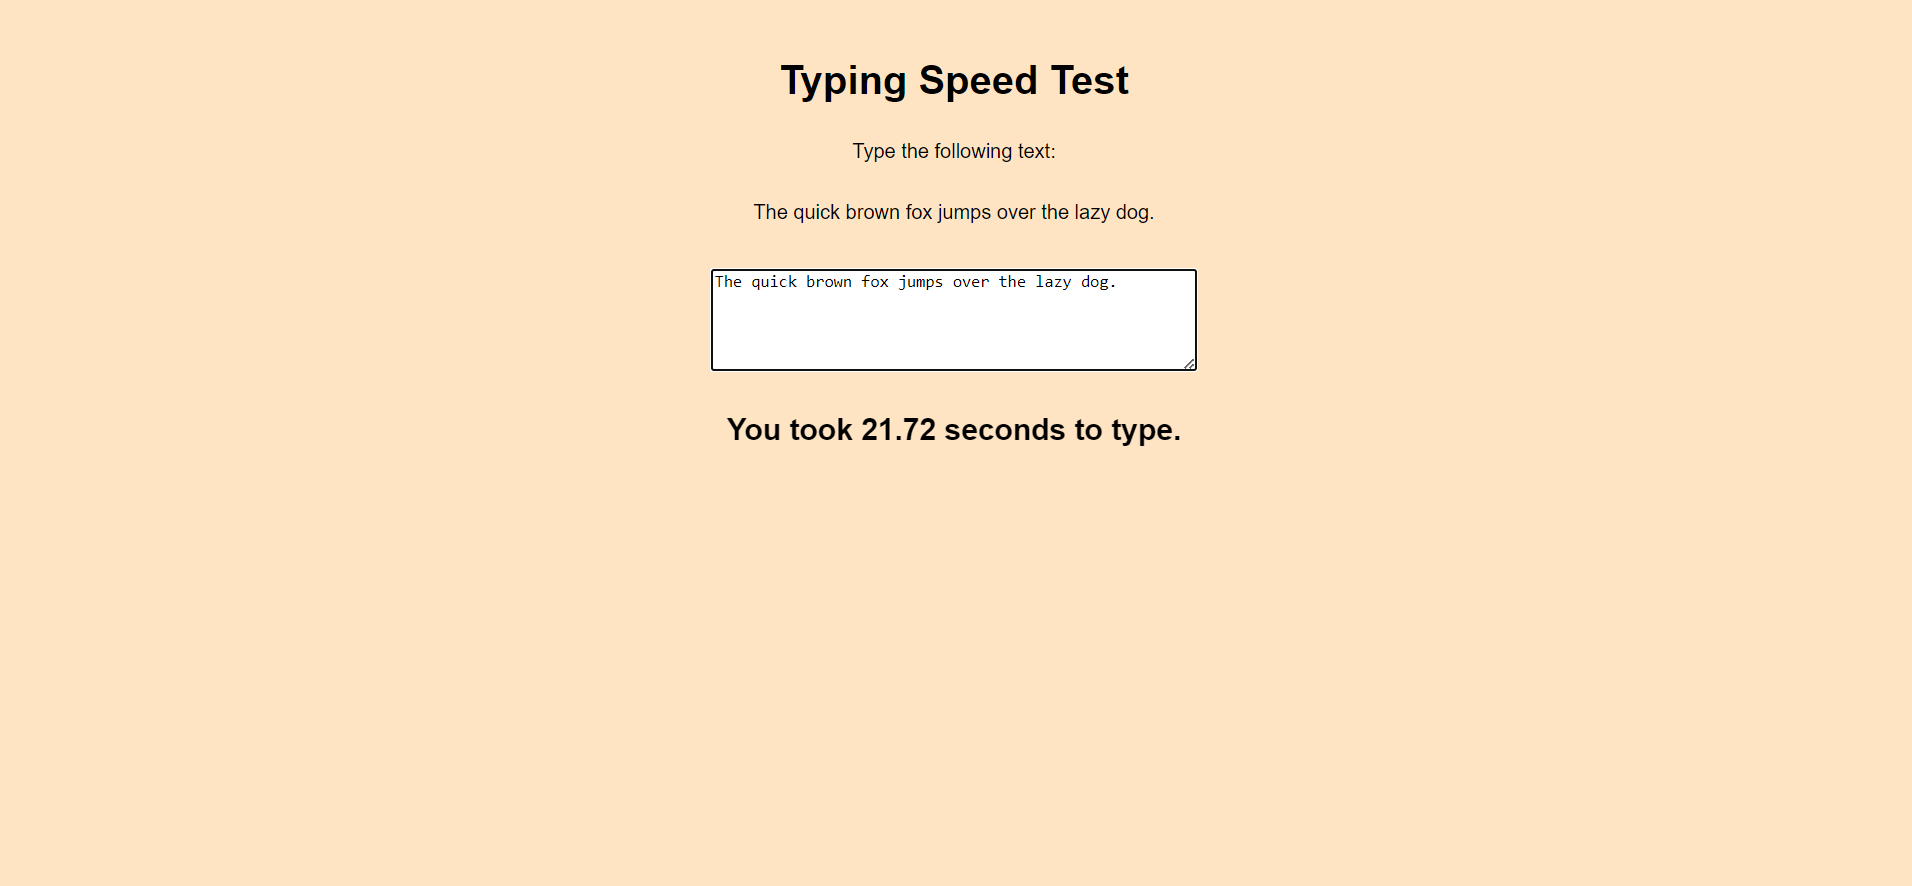 Typing Speed Test
Type the following text:
The quick brown fox jumps over the lazy dog.
The quick brown fox jumps over the lazy dog.
You took 21.72 seconds to type.